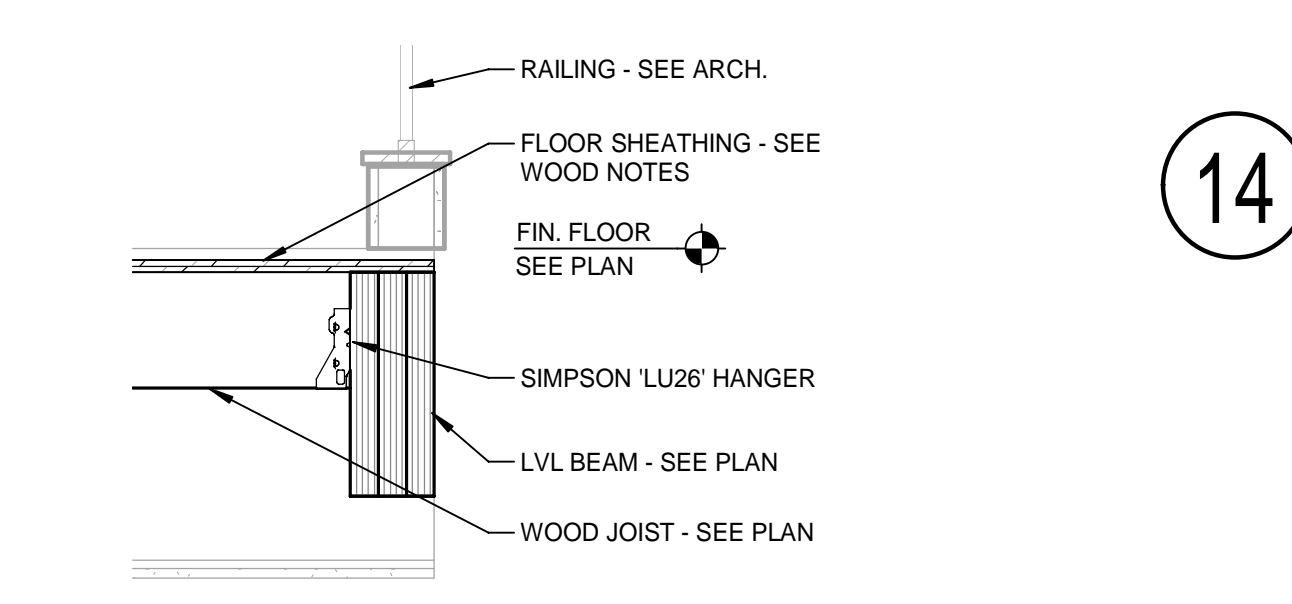 RAILING - SEE ARCH.
FLOOR SHEATHING - SEE
WOOD NOTES
FIN. FLOOR
SEE PLAN
SIMPSON 'LU26' HANGER
LVL BEAM - SEE PLAN
WOOD JOIST - SEE PLAN
14